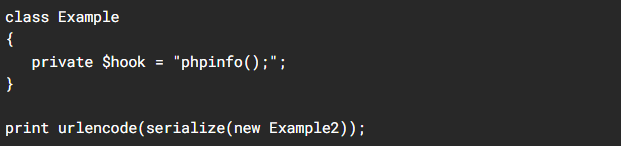 class Example
{
private $hook = "phpinfo();";
}
print urlencode(serialize(new Example2));